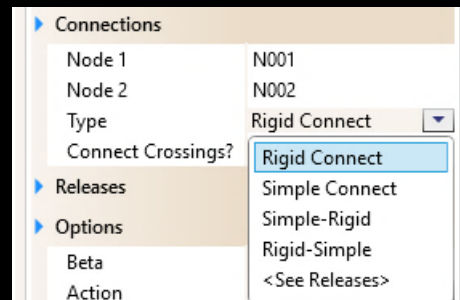 Connections
Node 1 N001
Node 2 N002
Type Rigid Connect
Connect Crossings? Rigid Connect
Simple Connect
Releases
Simple-Rigid
Options
Rigid-Simple
Beta
<See Releases>
Action